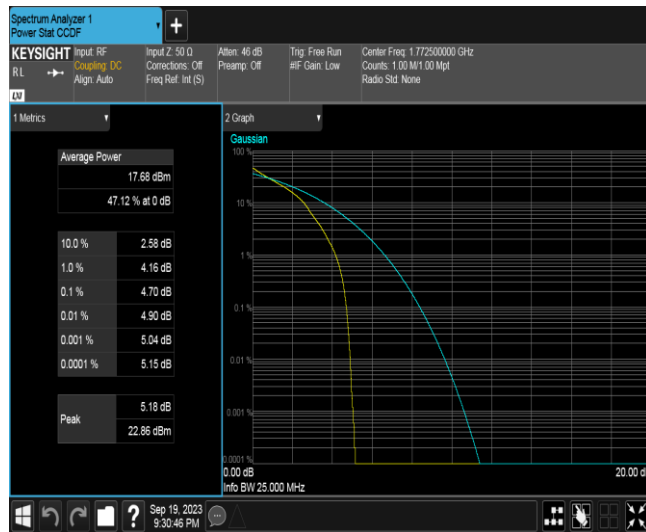 Spectrum Analyzer 1
Power Stat CCDF
+
KEYSIGHT
RL
LXI
Input: RF
Coupling: DC
Align: Auto
Input Z: 50 Ω
Corrections: Off
Freq Ref: Int (S)
Atten: 46 dB
Preamp: Off
Trig: Free Run
#IF Gain: Low
Center Freq: 1.772500000 GHz
Counts: 1.00 M/1.00 Mpt
Radio Std: None
1 Metrics
Average Power
17.68 dBm
47.12 % at 0 dB
10.0 % 2.58 dB
1.0 % 4.16 dB
0.1 % 4.70 dB
0.01 % 4.90 dB
0.001 % 5.04 dB
0.0001 % 5.15 dB
Peak
5.18 dB
22.86 dBm
2 Graph
Gaussian
100 %
10 %
1 %
0.1 %
0.01 %
0.001 %
0.0001 %
0.00 dB
20.00 d
Info BW 25.000 MHz
?
Sep 19, 2023
9:30:46 PM